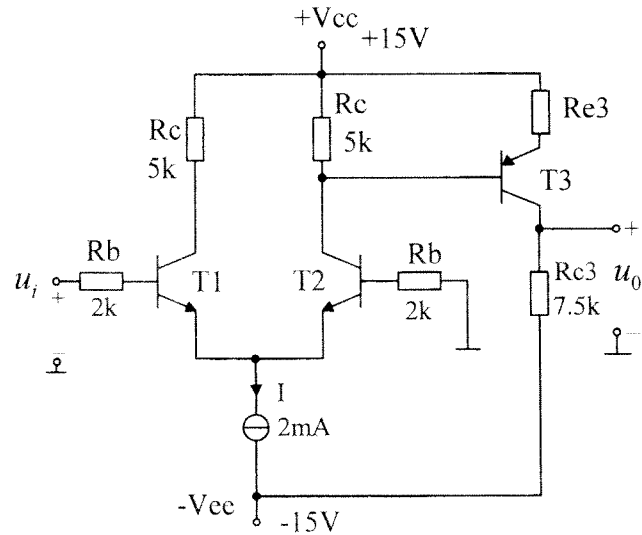 +Vcc
+15V
Rc
5k
Rc
5k
Re3
T3
Rb
2k
T1
T2
Rb
2k
Rc3
7.5k
u_i
+
-
u_0
+
-
I
2mA
-Vee
-15V